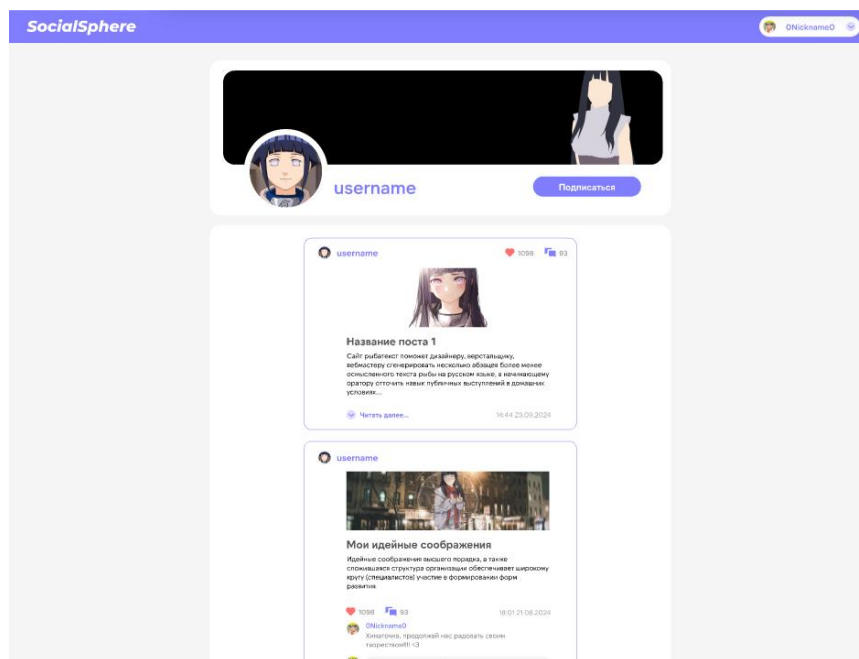 SocialSphere
0Nickname0
username
Подписаться
username
1098
93
Название поста 1
Сайт рыбатекст поможет дизайнеру, верстальщику,
вебмастеру сгенерировать несколько абзацев более менее
осмысленного текста рыбы на русском языке, а начинающему
оратору отточить навык публичных выступлений в домашних
условиях...
Читать далее...
14:44 23.09.2024
username
Мои идейные соображения
Идейные соображения высшего порядка, а также
сложившаяся структура организации обеспечивает широкому
кругу (специалистов) участие в формировании форм
развития
1098
93
18:01 21.08.2024
0Nickname0
Хинаточка, продолжай нас радовать своим
творчеством!!! <3